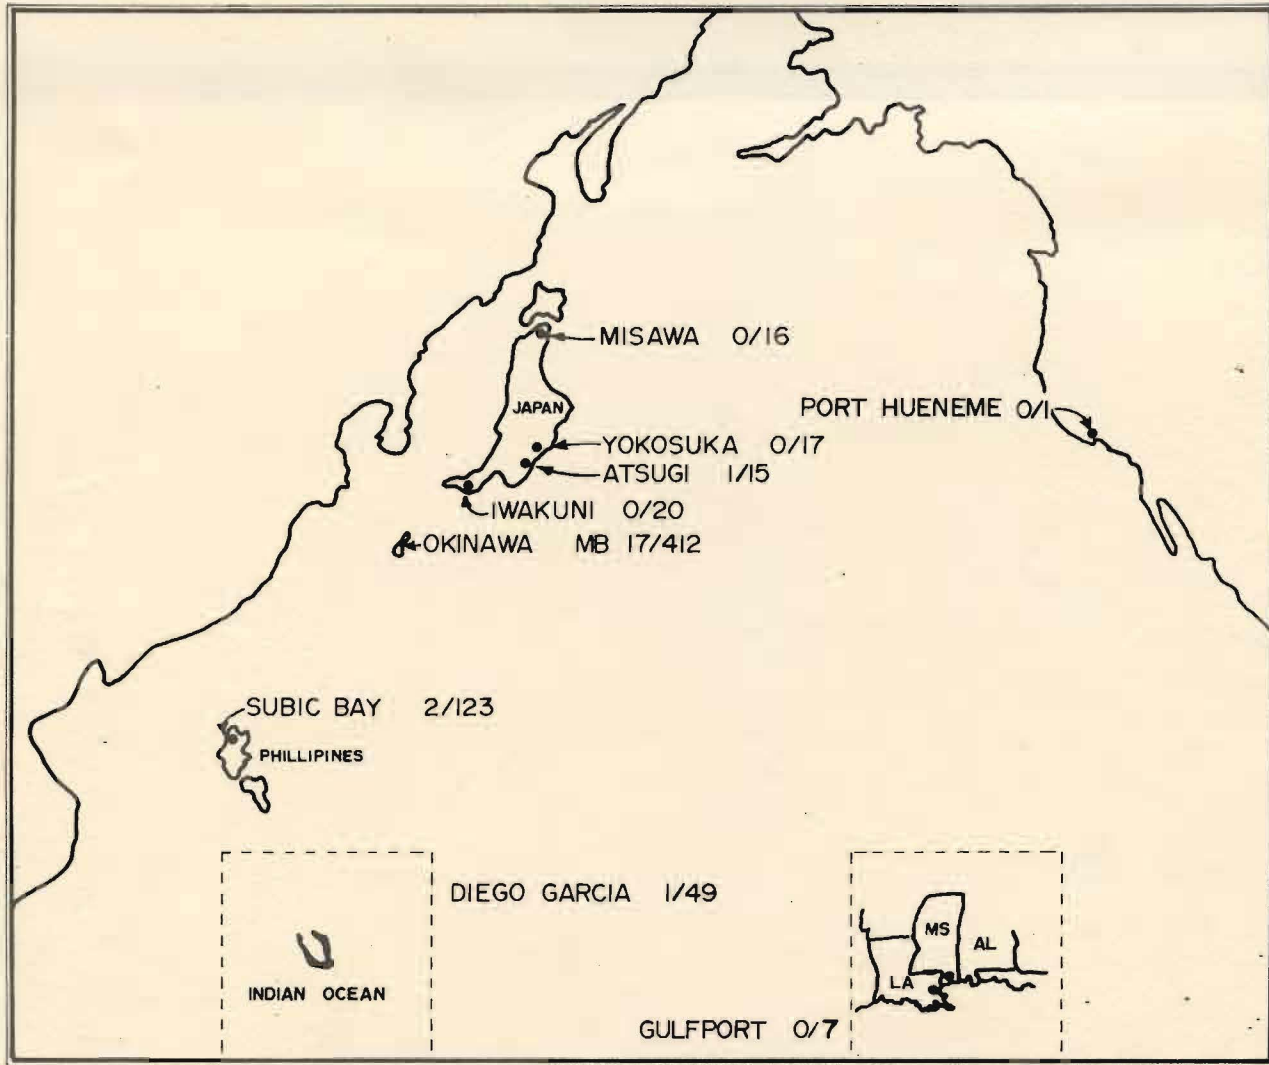 MISAWA 0/16
JAPAN
PORT HUENEME 0/1
YOKOSUKA 0/17
ATSUGI 1/15
IWAKUNI 0/20
OKINAWA MB 17/412
SUBIC BAY 2/123
PHILLIPINES
DIEGO GARCIA 1/49
INDIAN OCEAN
MS
AL
LA
GULFPORT 0/7